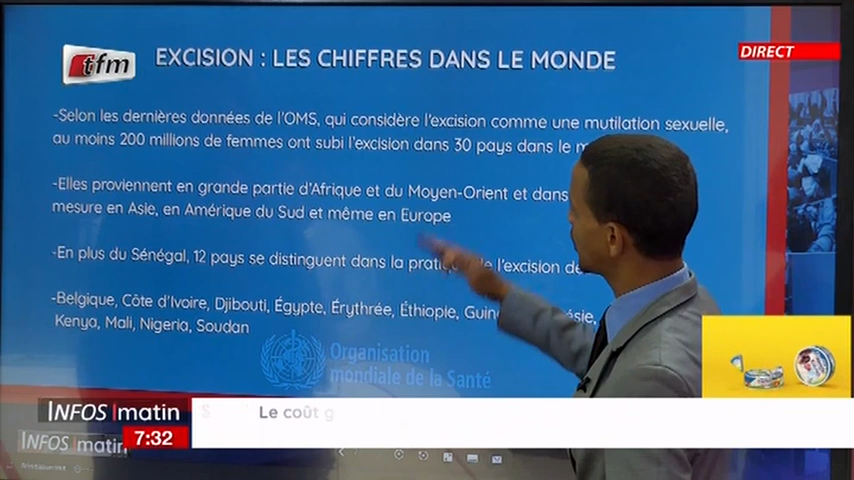 tfm
EXCISION : LES CHIFFRES DANS LE MONDE
DIRECT
-Selon les dernières données de l'OMS, qui considère l'excision comme une mutilation sexuelle,
au moins 200 millions de femmes ont subi l'excision dans 30 pays dans le
-Elles proviennent en grande partie d'Afrique et du Moyen-Orient et dans
mesure en Asie, en Amérique du Sud et même en Europe
-En plus du Sénégal, 12 pays se distinguent dans la pratique de l'excision
-Belgique, Côte d'Ivoire, Djibouti, Égypte, Érythrée, Éthiopie,
Kenya, Mali, Nigeria, Soudan
Organisation
mondiale de la Santé
INFOS matin
Le coût
7:32
INFOS matin